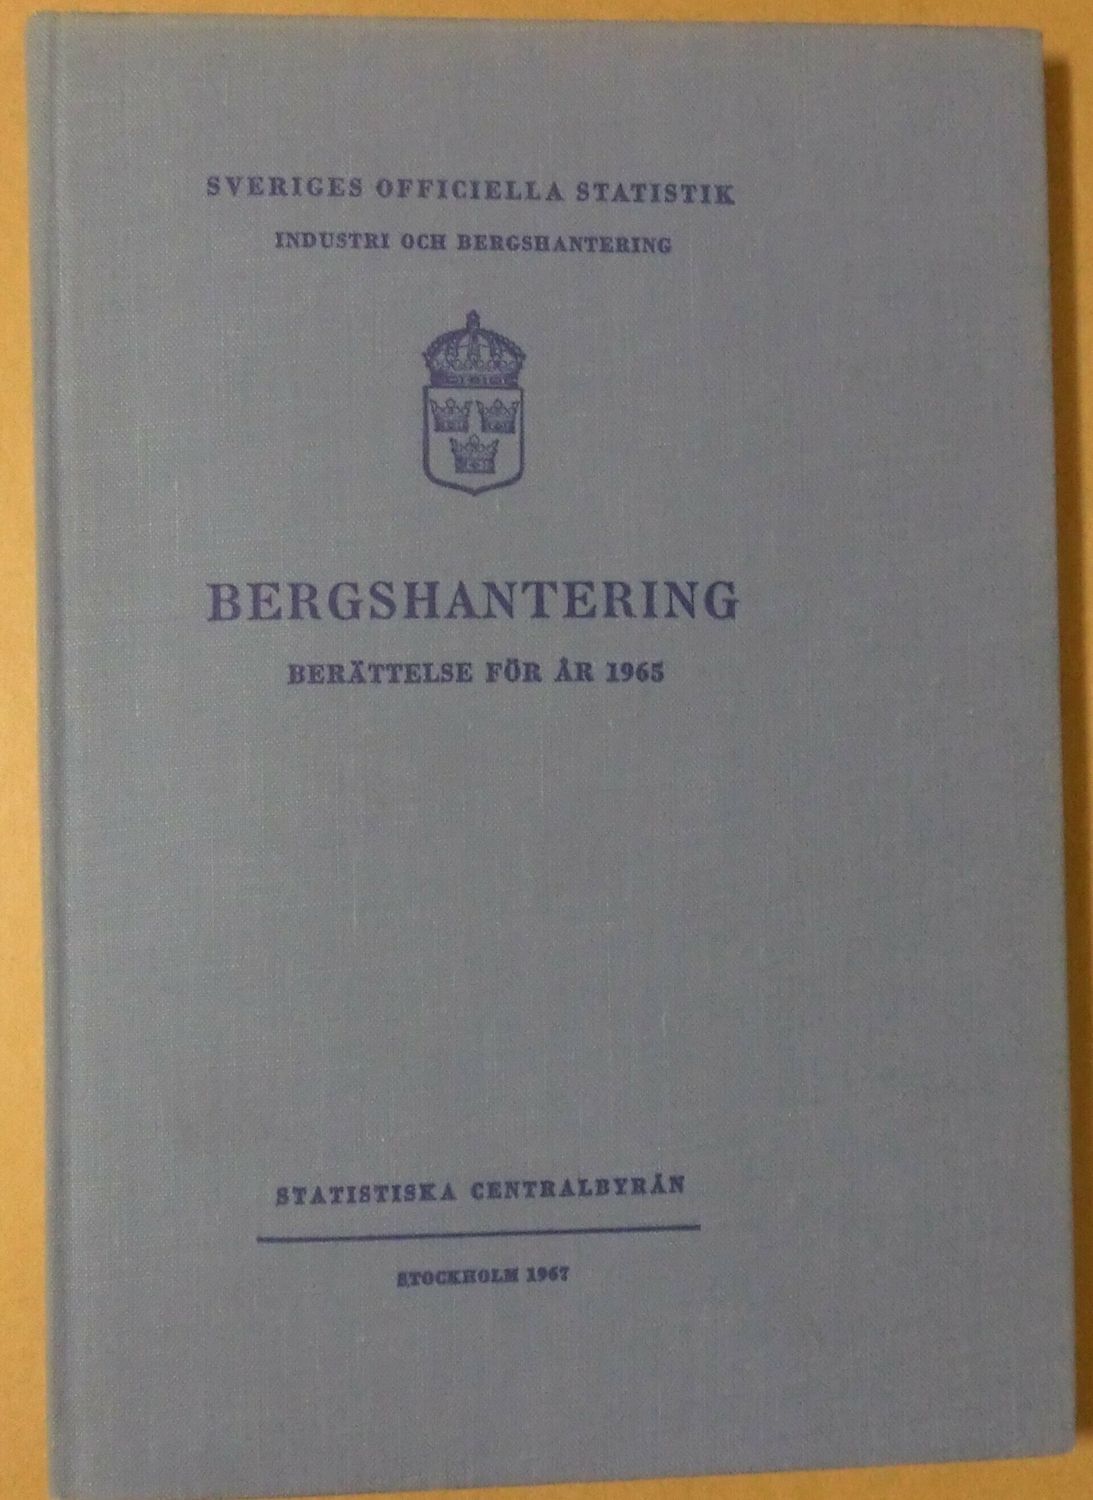 SVERIGES OFFICIELLA STATISTIK
INDUSTRI OCH BERGSHANTERING
BERGSHANTERING
BERÄTTELSE FÖR ÅR 1965
STATISTISKA CENTRALBYRÅN
STOCKHOLM 1967